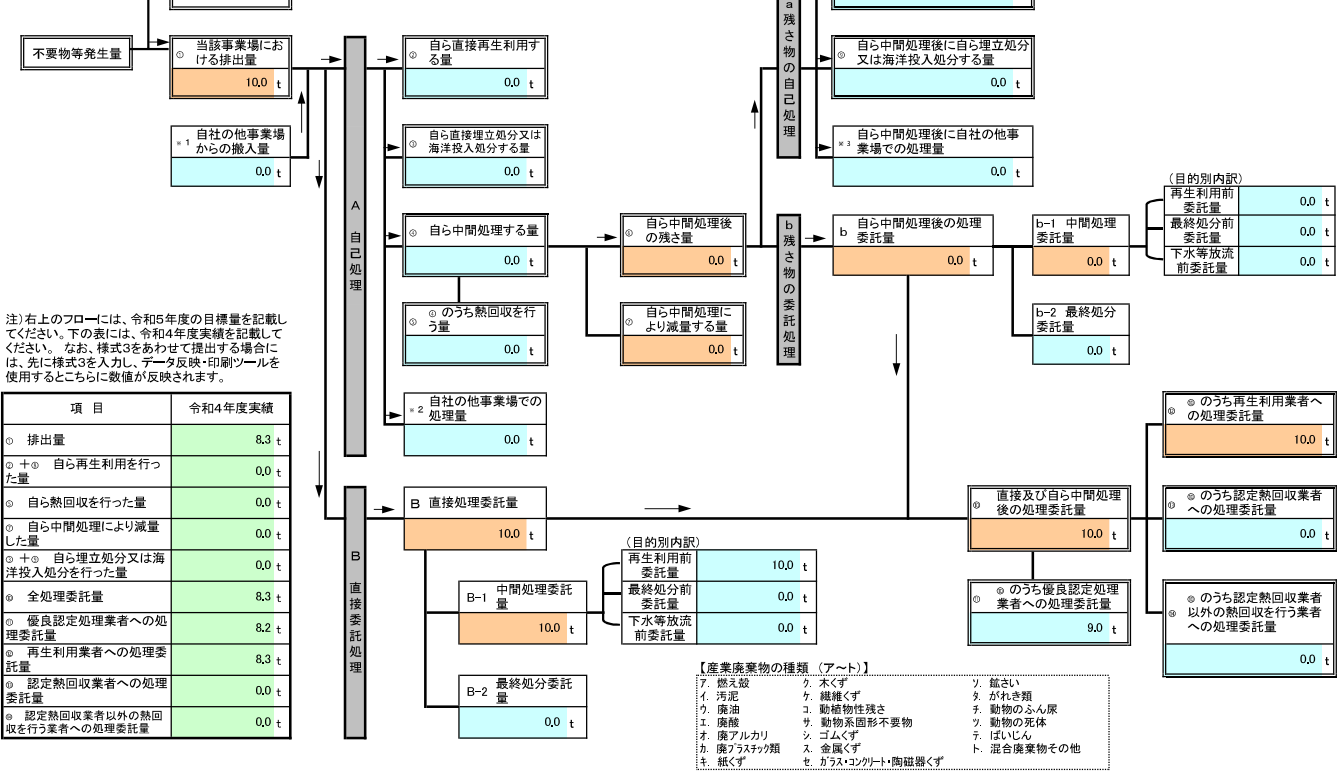 不要物等発生量
①
当該事業場にお
ける排出量
10.0 t
※1
自社の他事業場
からの搬入量
0.0 t
A
自
己
処
理
②
自ら直接再生利用す
る量
0.0 t
③
自ら直接埋立処分又は
海洋投入処分する量
0.0 t
④
自ら中間処理する量
0.0 t
⑤
④ のうち熱回収を行
う量
0.0 t
※2
自社の他事業場での
処理量
0.0 t
⑥
自ら中間処理後
の残さ量
0.0 t
⑦
自ら中間処理に
より減量する量
0.0 t
a
残
さ
物
の
自
己
処
理
⑨
自ら中間処理後に自ら埋立処分
又は海洋投入処分する量
0.0 t
※3
自ら中間処理後に自社の他事
業場での処理量
0.0 t
b
残
さ
物
の
委
託
処
理
b
自ら中間処理後の処理
委託量
0.0 t
b-1 中間処理
委託量
0.0 t
(目的別内訳)
再生利用前
委託量
0.0 t
最終処分前
委託量
0.0 t
下水等放流
前委託量
0.0 t
b-2 最終処分
委託量
0.0 t
注)右上のフローには、令和5年度の目標量を記載し
てください。下の表には、令和4年度実績を記載して
ください。 なお、様式3をあわせて提出する場合に
は、先に様式3を入力し、データ反映・印刷ツールを
使用するとこちらに数値が反映されます。
項 目 令和4年度実績
① 排出量 8.3 t
②+⑧ 自ら再生利用を行っ
た量 0.0 t
⑤ 自ら熱回収を行った量 0.0 t
⑦ 自ら中間処理により減量
した量 0.0 t
③+⑨ 自ら埋立処分又は海
洋投入処分を行った量 0.0 t
⑩ 全処理委託量 8.3 t
⑪ 優良認定処理業者への処
理委託量 8.2 t
⑫ 再生利用業者への処理委
託量 8.3 t
⑬ 認定熱回収業者への処理
委託量 0.0 t
⑭ 認定熱回収業者以外の熱回
収を行う業者への処理委託量 0.0 t
B
直
接
委
託
処
理
B 直接処理委託量
10.0 t
B-1 中間処理委託
量
10.0 t
(目的別内訳)
再生利用前
委託量
10.0 t
最終処分前
委託量
0.0 t
下水等放流
前委託量
0.0 t
B-2 最終処分委託
量
0.0 t
⑩
直接及び自ら中間処理
後の処理委託量
10.0 t
⑪
⑩ のうち優良認定処理
業者への処理委託量
9.0 t
⑫
⑩ のうち再生利用業者へ
の処理委託量
10.0 t
⑬
⑩ のうち認定熱回収業者
への処理委託量
0.0 t
⑭
⑩ のうち認定熱回収業者
以外の熱回収を行う業者
への処理委託量
0.0 t
【産業廃棄物の種類 (ア~ト)】
ア. 燃え殻 ク. 木くず ソ. 鉱さい
イ. 汚泥 ケ. 繊維くず タ. がれき類
ウ. 廃油 コ. 動植物性残さ チ. 動物のふん尿
エ. 廃酸 サ. 動物系固形不要物 ツ. 動物の死体
オ. 廃アルカリ シ. ゴムくず テ. ばいじん
カ. 廃プラスチック類 ス. 金属くず ト. 混合廃棄物その他
キ. 紙くず セ. ガラス・コンクリート・陶磁器くず